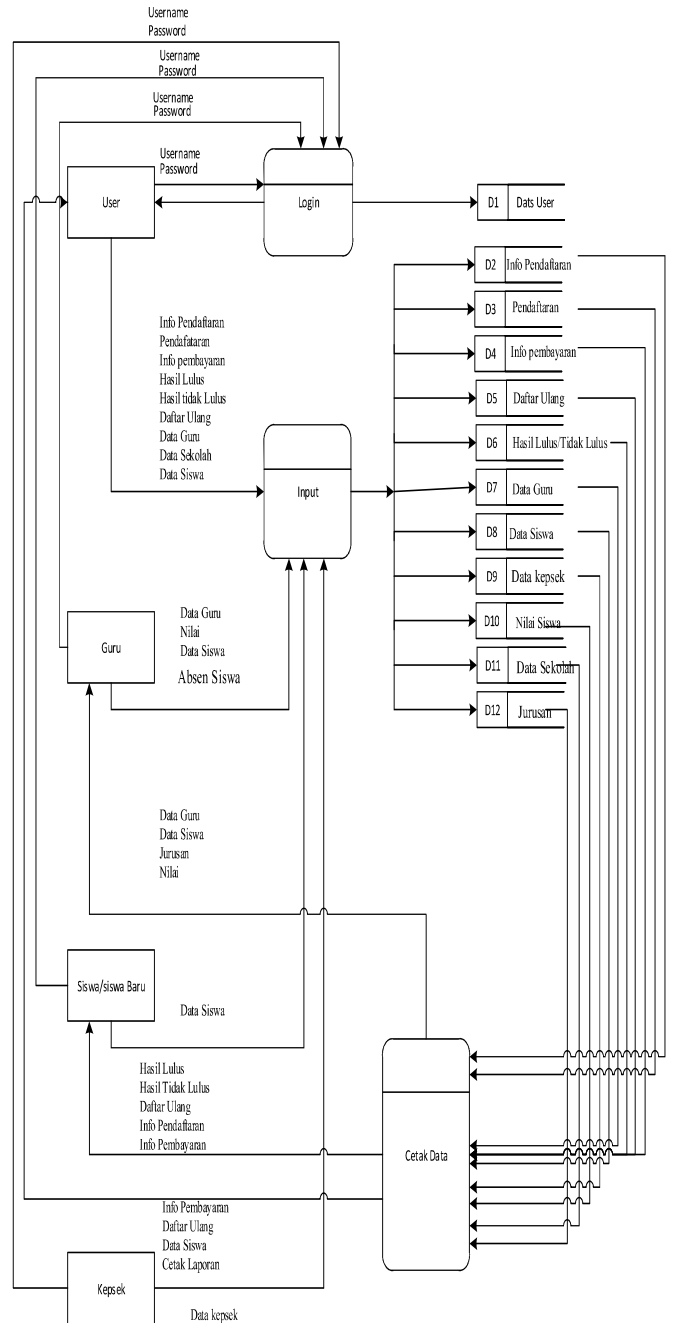 Username
Password
Username
Password
Username
Password
Username
Password
User
Login
D1 Dats User
D2 Info Pendaftaran
D3 Pendaftaran
D4 Info pembayaran
D5 Daftar Ulang
D6 Hasil Lulus/Tidak Lulus
D7 Data Guru
D8 Data Siswa
D9 Data kepsek
D10 Nilai Siswa
D11 Data Sekolah
D12 Jurusan
Info Pendaftaran
Pendafataran
Info pembayaran
Hasil Lulus
Hasil tidak Lulus
Daftar Ulang
Data Guru
Data Sekolah
Data Siswa
Input
Guru
Data Guru
Nilai
Data Siswa
Absen Siswa
Data Guru
Data Siswa
Jurusan
Nilai
Siswa/siswa Baru
Data Siswa
Hasil Lulus
Hasil Tidak Lulus
Daftar Ulang
Info Pendaftaran
Info Pembayaran
Cetak Data
Info Pembayaran
Daftar Ulang
Data Siswa
Cetak Laporan
Kepsek
Data kepsek